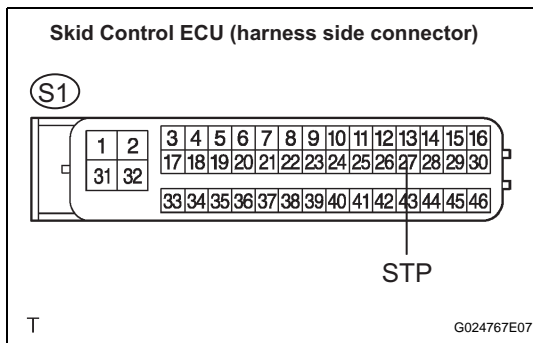 Skid Control ECU (harness side connector)
S1
1 2 3 4 5 6 7 8 9 10 11 12 13 14 15 16
31 32 17 18 19 20 21 22 23 24 25 26 27 28 29 30
33 34 35 36 37 38 39 40 41 42 43 44 45 46
STP
T G024767E07